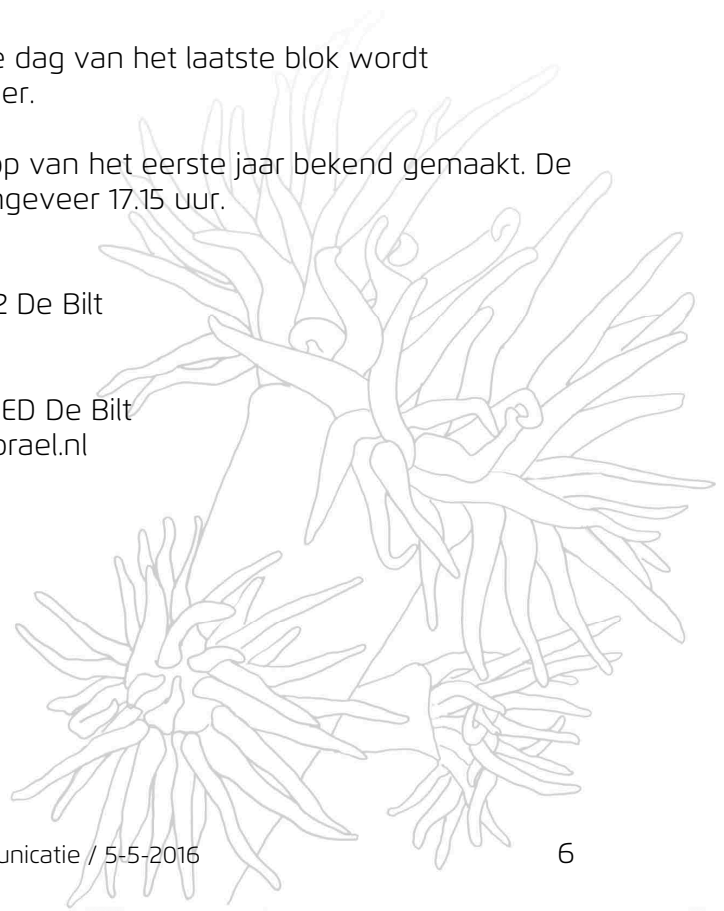 e dag van het laatste blok wordt
er.
op van het eerste jaar bekend gemaakt. De
ngeveer 17.15 uur.
2 De Bilt
ED De Bilt
orael.nl
unicatie / 5-5-2016
6